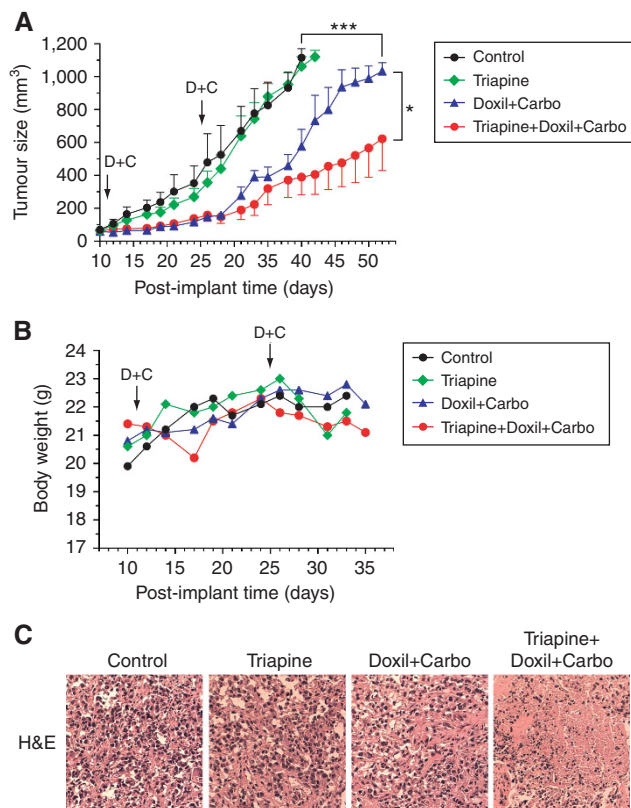 A
***
1,200
1,000
800
600
400
200
0
Tumour size (mm³)
D+C
D+C
*
Control
Triapine
Doxil+Carbo
Triapine+Doxil+Carbo
10 15 20 25 30 35 40 45 50
Post-implant time (days)
B
24
23
22
21
20
19
18
17
Body weight (g)
D+C
D+C
Control
Triapine
Doxil+Carbo
Triapine+Doxil+Carbo
10 15 20 25 30 35
Post-implant time (days)
C
Control
Triapine
Doxil+Carbo
Triapine+
Doxil+Carbo
H&E